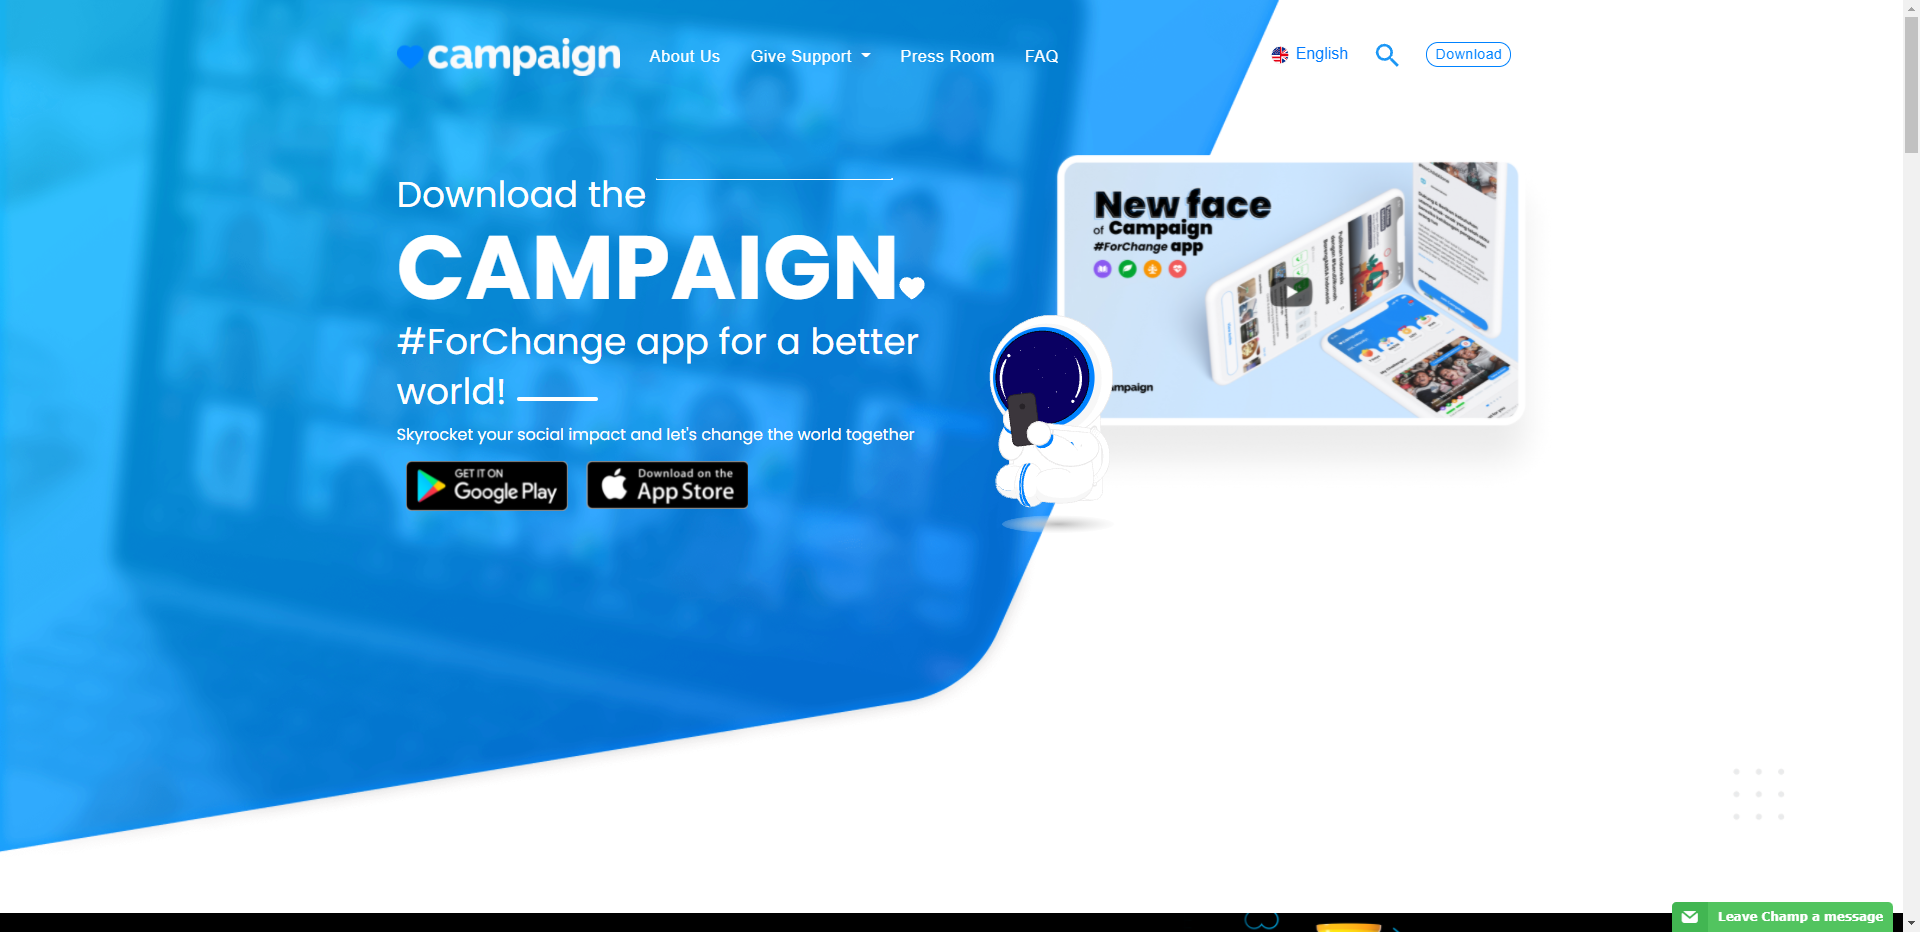 campaign
About Us
Give Support
Press Room
FAQ
English
Download
Download the
CAMPAIGN
#ForChange app for a better
world!
Skyrocket your social impact and let's change the world together
GET IT ON
Google Play
Download on the
App Store
New face
of Campaign
#ForChange app
mpaign
Leave Champ a message